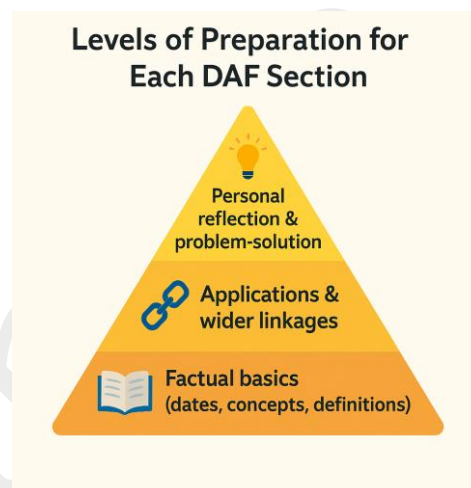 Levels of Preparation for
Each DAF Section
Personal
reflection &
problem-solution
Applications &
wider linkages
Factual basics
(dates, concepts, definitions)